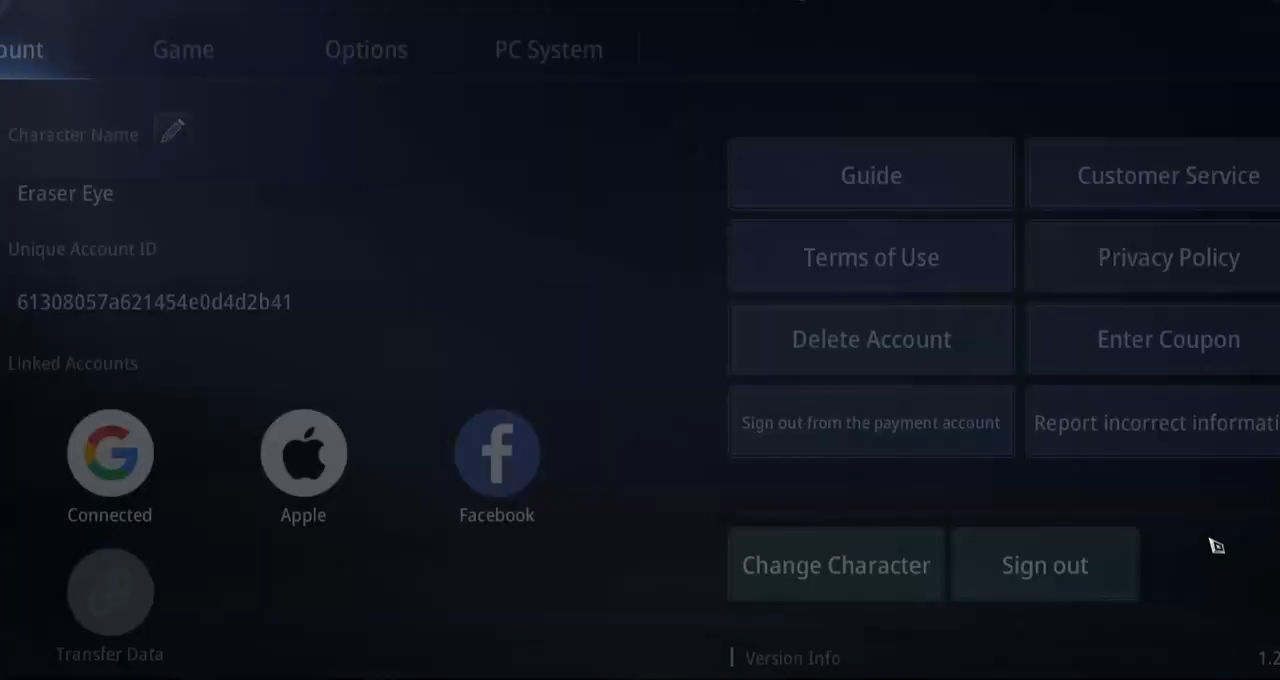 ount Game Options PC System
Character Name
Eraser Eye
Unique Account ID
61308057a621454e0d4d2b41
Linked Accounts
Connected Apple Facebook
Transfer Data
Guide Customer Service
Terms of Use Privacy Policy
Delete Account Enter Coupon
Sign out from the payment account Report incorrect informati
Change Character Sign out
Version Info 1.2